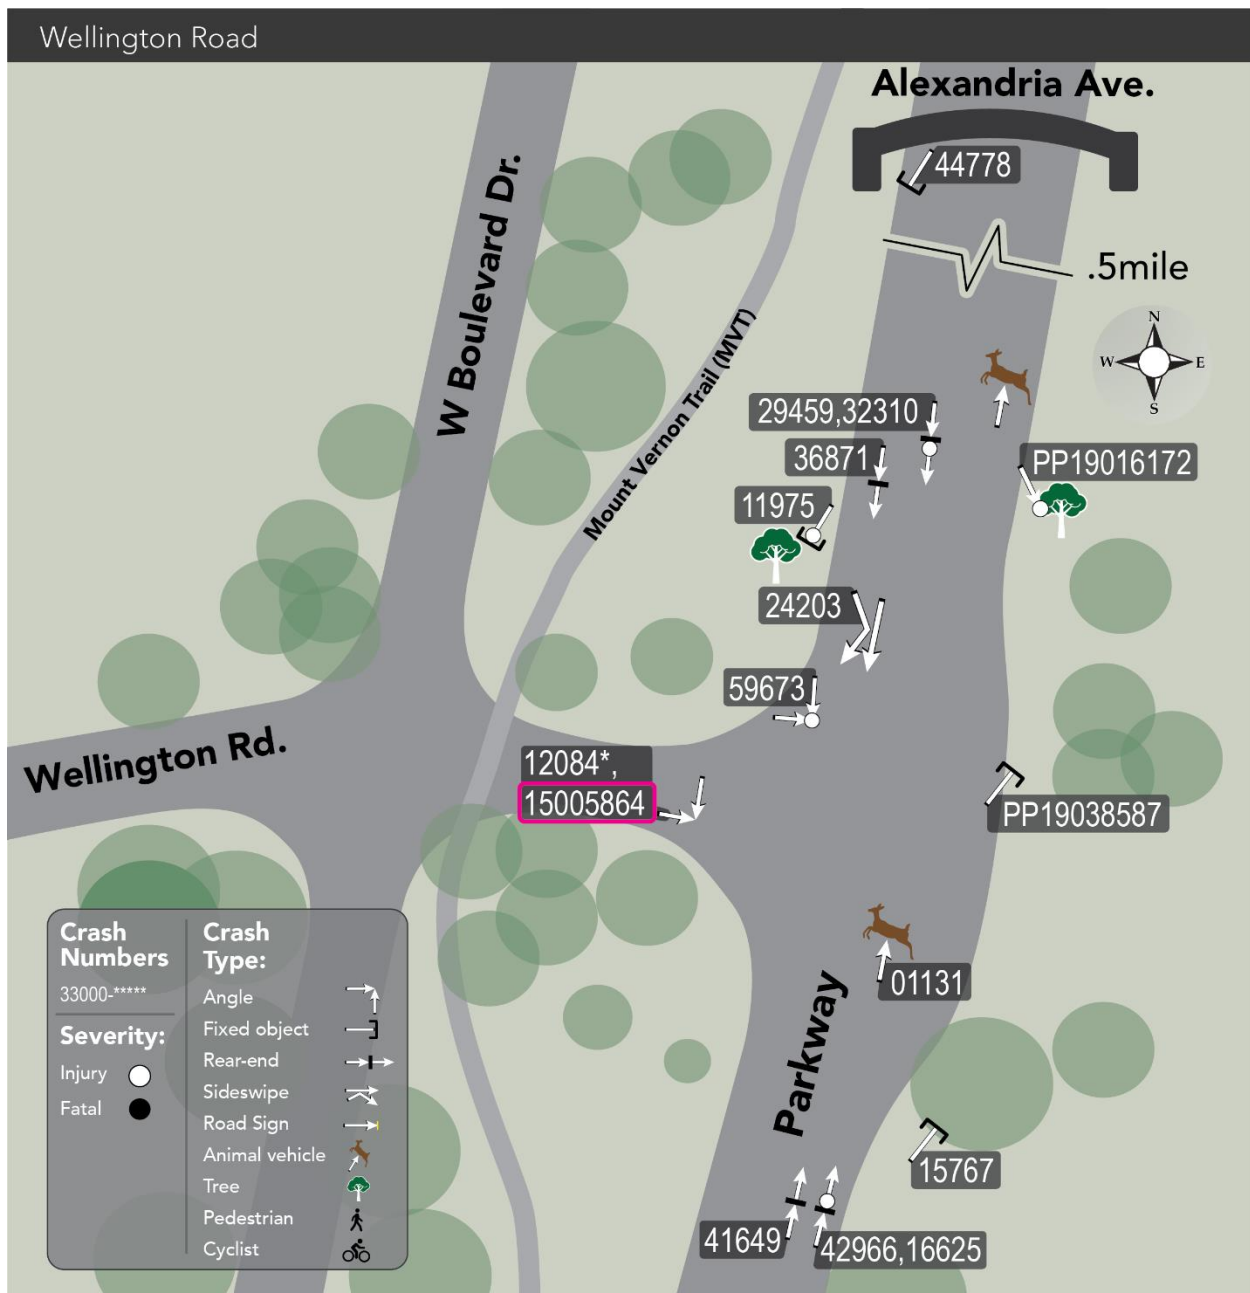 Wellington Road
Alexandria Ave.
44778
W Boulevard Dr.
.5mile
Mount Vernon Trail (MVT)
N
W
E
S
29459,32310
36871
PP19016172
11975
24203
59673
Wellington Rd.
12084*,
15005864
PP19038587
01131
Parkway
15767
41649
42966,16625
Crash
Numbers
33000-*****
Severity:
Injury
Fatal
Crash
Type:
Angle
Fixed object
Rear-end
Sideswipe
Road Sign
Animal vehicle
Tree
Pedestrian
Cyclist